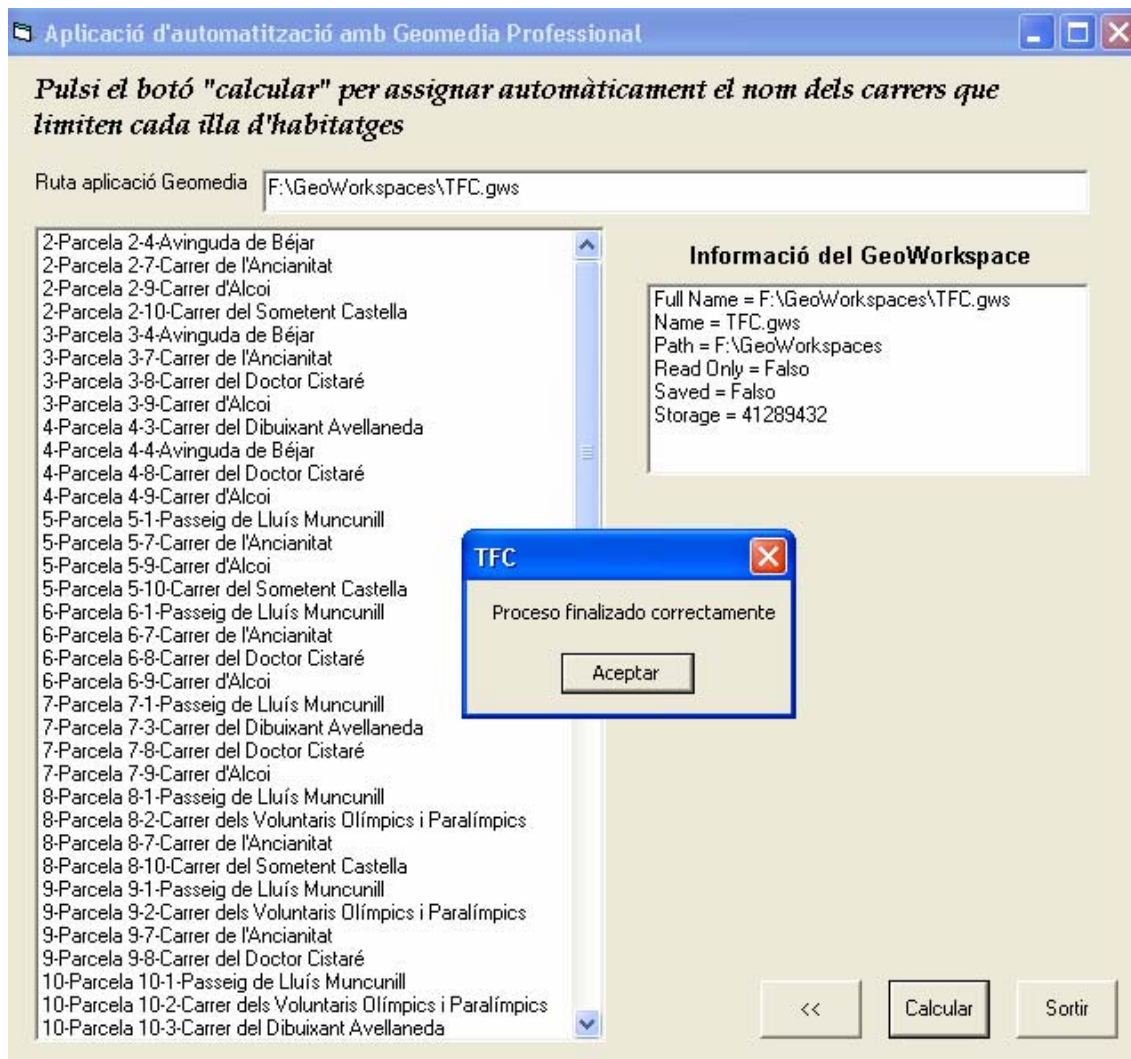 Aplicació d'automatització amb Geomedia Professional
Pulsi el botó "calcular" per assignar automàticament el nom dels carrers que
limiten cada illa d'habitatges
Ruta aplicació Geomedia
F:\GeoWorkspaces\TFC.gws
2-Parcela 2-4-Avinguda de Béjar
2-Parcela 2-7-Carrer de l'Ancianitat
2-Parcela 2-9-Carrer d'Alcoi
2-Parcela 2-10-Carrer del Sometent Castella
3-Parcela 3-4-Avinguda de Béjar
3-Parcela 3-7-Carrer de l'Ancianitat
3-Parcela 3-8-Carrer del Doctor Cistaré
3-Parcela 3-9-Carrer d'Alcoi
4-Parcela 4-3-Carrer del Dibuixant Avellaneda
4-Parcela 4-4-Avinguda de Béjar
4-Parcela 4-8-Carrer del Doctor Cistaré
4-Parcela 4-9-Carrer d'Alcoi
5-Parcela 5-1-Passeig de Lluís Muncunill
5-Parcela 5-7-Carrer de l'Ancianitat
5-Parcela 5-9-Carrer d'Alcoi
5-Parcela 5-10-Carrer del Sometent Castella
6-Parcela 6-1-Passeig de Lluís Muncunill
6-Parcela 6-7-Carrer de l'Ancianitat
6-Parcela 6-8-Carrer del Doctor Cistaré
6-Parcela 6-9-Carrer d'Alcoi
7-Parcela 7-1-Passeig de Lluís Muncunill
7-Parcela 7-3-Carrer del Dibuixant Avellaneda
7-Parcela 7-8-Carrer del Doctor Cistaré
7-Parcela 7-9-Carrer d'Alcoi
8-Parcela 8-1-Passeig de Lluís Muncunill
8-Parcela 8-2-Carrer dels Voluntaris Olímpics i Paralímpics
8-Parcela 8-7-Carrer de l'Ancianitat
8-Parcela 8-10-Carrer del Sometent Castella
9-Parcela 9-1-Passeig de Lluís Muncunill
9-Parcela 9-2-Carrer dels Voluntaris Olímpics i Paralímpics
9-Parcela 9-7-Carrer de l'Ancianitat
9-Parcela 9-8-Carrer del Doctor Cistaré
10-Parcela 10-1-Passeig de Lluís Muncunill
10-Parcela 10-2-Carrer dels Voluntaris Olímpics i Paralímpics
10-Parcela 10-3-Carrer del Dibuixant Avellaneda
Informació del GeoWorkspace
Full Name = F:\GeoWorkspaces\TFC.gws
Name = TFC.gws
Path = F:\GeoWorkspaces
Read Only = Falso
Saved = Falso
Storage = 41289432
TFC
Proceso finalizado correctamente
Aceptar
<<
Calcular
Sortir